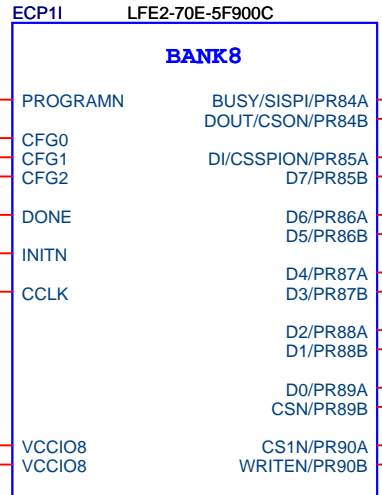 ECP1I LFE2-70E-5F900C
BANK8
PROGRAMN BUSY/SISPI/PR84A
DOUT/CSON/PR84B
CFG0
CFG1 DI/CSSPION/PR85A
CFG2 D7/PR85B
DONE D6/PR86A
D5/PR86B
INITN
D4/PR87A
CCLK D3/PR87B
D2/PR88A
D1/PR88B
D0/PR89A
CSN/PR89B
VCCIO8 CS1N/PR90A
VCCIO8 WRITEN/PR90B